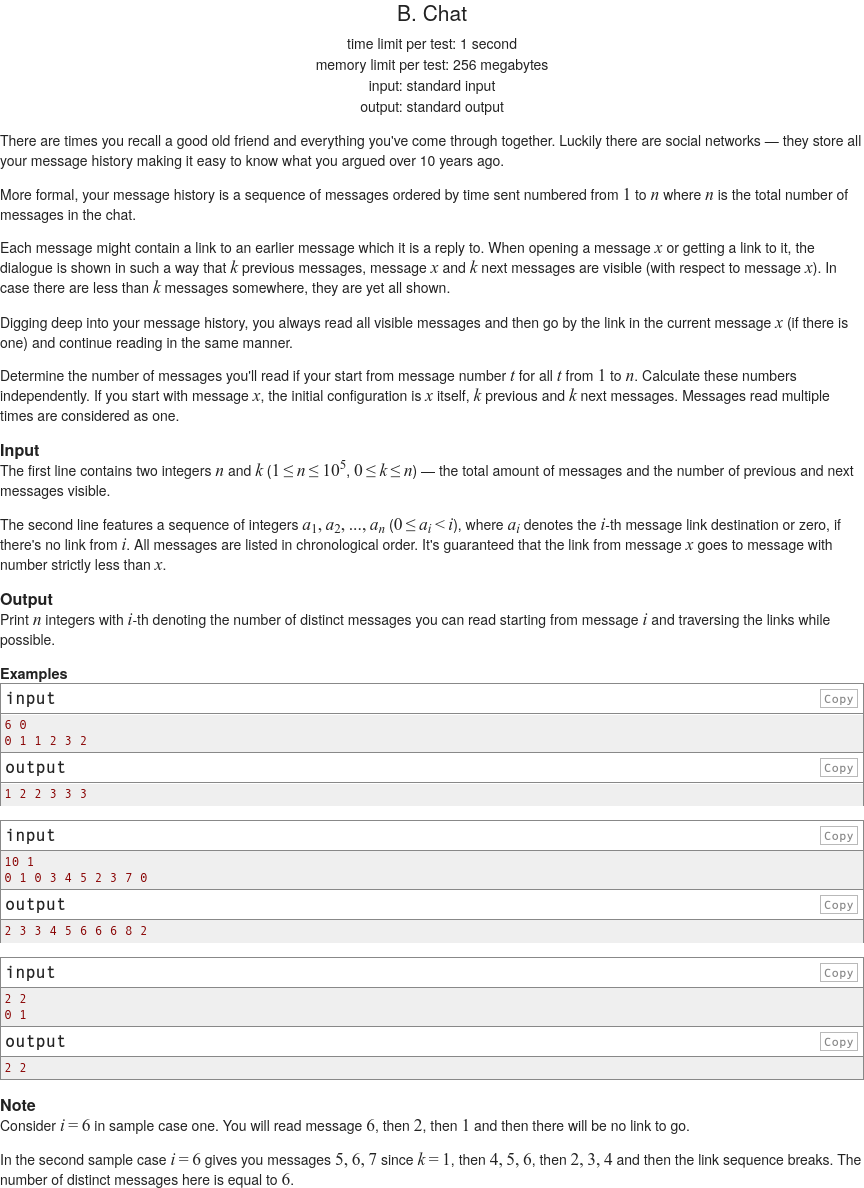 B. Chat
time limit per test: 1 second
memory limit per test: 256 megabytes
input: standard input
output: standard output
There are times you recall a good old friend and everything you've come through together. Luckily there are social networks — they store all
your message history making it easy to know what you argued over 10 years ago.
More formal, your message history is a sequence of messages ordered by time sent numbered from 1 to n where n is the total number of
messages in the chat.
Each message might contain a link to an earlier message which it is a reply to. When opening a message x or getting a link to it, the
dialogue is shown in such a way that k previous messages, message x and k next messages are visible (with respect to message x). In
case there are less than k messages somewhere, they are yet all shown.
Digging deep into your message history, you always read all visible messages and then go by the link in the current message x (if there is
one) and continue reading in the same manner.
Determine the number of messages you'll read if your start from message number t for all t from 1 to n. Calculate these numbers
independently. If you start with message x, the initial configuration is x itself, k previous and k next messages. Messages read multiple
times are considered as one.
Input
The first line contains two integers n and k (1 ≤ n ≤ 10^5, 0 ≤ k ≤ n) — the total amount of messages and the number of previous and next
messages visible.
The second line features a sequence of integers a1, a2, ..., an (0 ≤ ai < i), where ai denotes the i-th message link destination or zero, if
there's no link from i. All messages are listed in chronological order. It's guaranteed that the link from message x goes to message with
number strictly less than x.
Output
Print n integers with i-th denoting the number of distinct messages you can read starting from message i and traversing the links while
possible.
Examples
input Copy
6 0
0 1 1 2 3 2
output Copy
1 2 2 3 3 3
input Copy
10 1
0 1 0 3 4 5 2 3 7 0
output Copy
2 3 3 4 5 6 6 6 8 2
input Copy
2 2
0 1
output Copy
2 2
Note
Consider i = 6 in sample case one. You will read message 6, then 2, then 1 and then there will be no link to go.
In the second sample case i = 6 gives you messages 5, 6, 7 since k = 1, then 4, 5, 6, then 2, 3, 4 and then the link sequence breaks. The
number of distinct messages here is equal to 6.